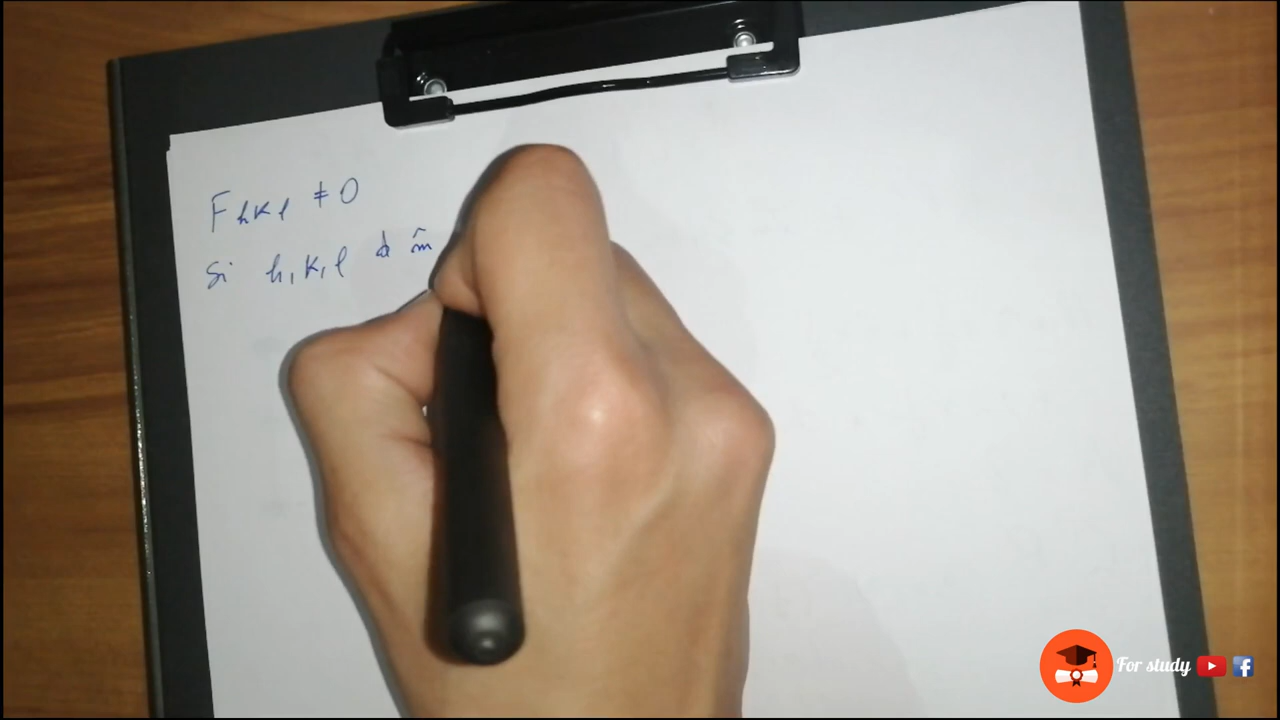 Fhkl ≠ 0
Si h,k,l d m̂
For study